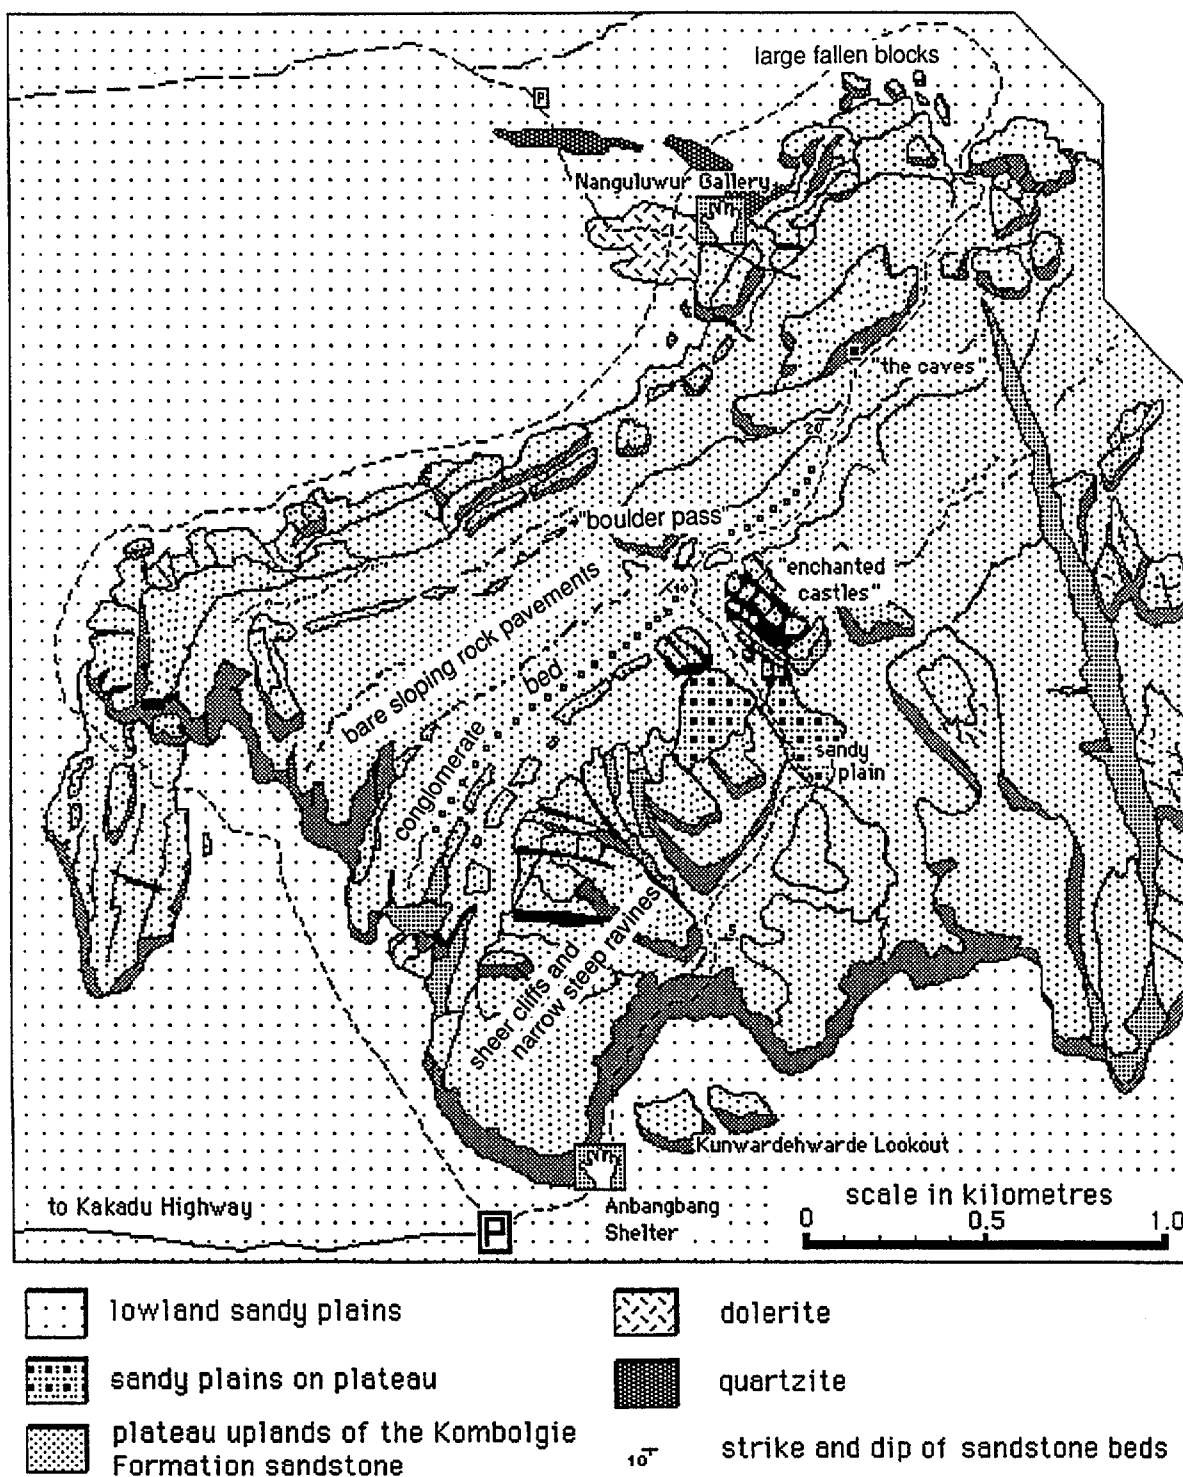 large fallen blocks
P
Nanguluwur Gallery
"the caves"
20
"boulder pass"
"enchanted
castles"
10
bare sloping rock pavements
conglomerate bed
sandy
plain
5
sheer cliffs and
narrow steep ravines
Kunwardehwarde Lookout
to Kakadu Highway
P
Anbangbang
Shelter
scale in kilometres
0 0.5 1.0
lowland sandy plains
dolerite
sandy plains on plateau
quartzite
plateau uplands of the Kombolgie
Formation sandstone
10 strike and dip of sandstone beds